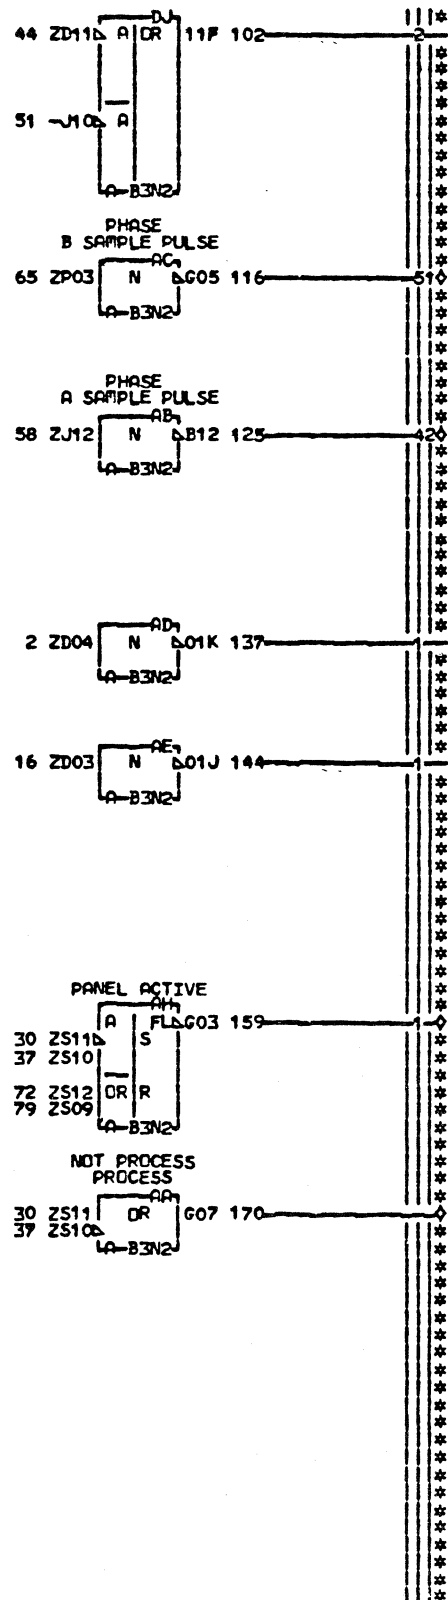 DJ
44 ZD11 A OR 11F 102 2
51 J10 A
A B3N2
PHASE
B SAMPLE PULSE
AC
65 ZP03 N G05 116 51
A B3N2
PHASE
A SAMPLE PULSE
AB
58 ZJ12 N B12 125 42
A B3N2
AD
2 ZD04 N 01K 137 1
A B3N2
AE
16 ZD03 N 01J 144 1
A B3N2
PANEL ACTIVE
AH
A FL G03 159 1
30 ZS11 S
37 ZS10
72 ZS12 OR R
79 ZS09
A B3N2
NOT PROCESS
PROCESS
AA
30 ZS11 OR G07 170
37 ZS10
A B3N2